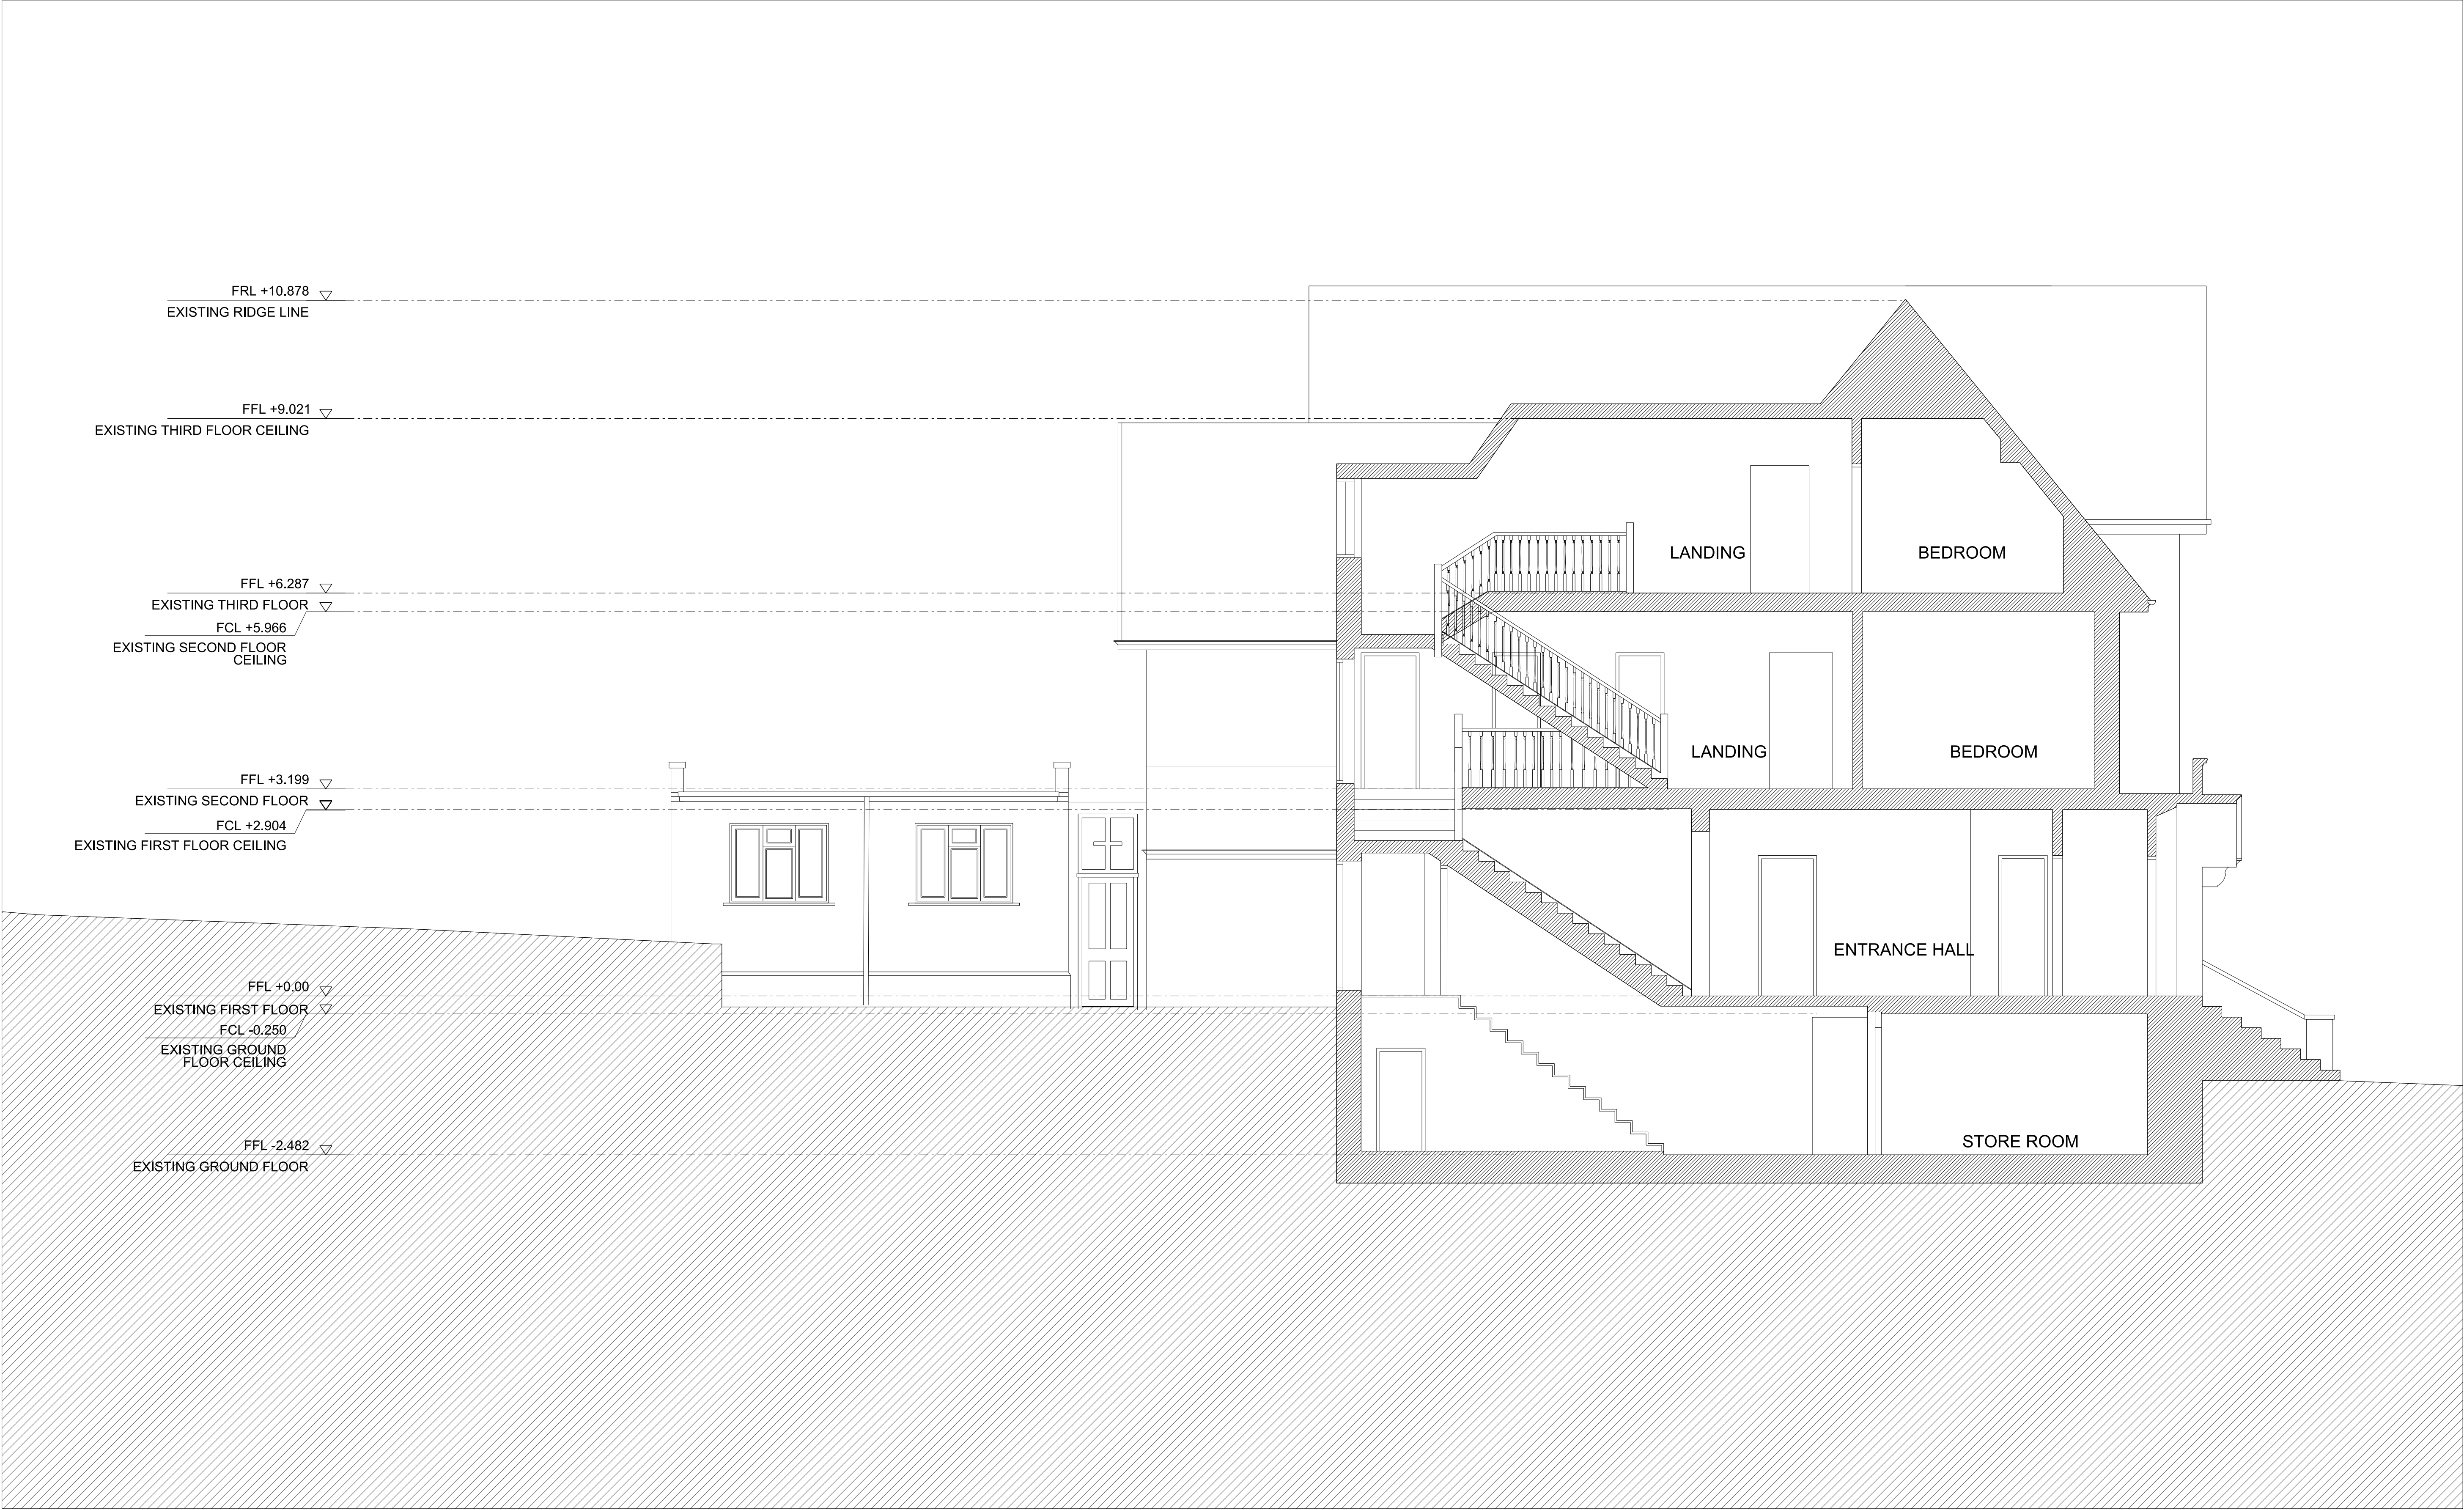 FRL +10.878
EXISTING RIDGE LINE
FFL +9.021
EXISTING THIRD FLOOR CEILING
LANDING
BEDROOM
FFL +6.287
EXISTING THIRD FLOOR
FCL +5.966
EXISTING SECOND FLOOR
CEILING
LANDING
BEDROOM
FFL +3.199
EXISTING SECOND FLOOR
FCL +2.904
EXISTING FIRST FLOOR CEILING
ENTRANCE HALL
FFL +0.00
EXISTING FIRST FLOOR
FCL -0.250
EXISTING GROUND
FLOOR CEILING
STORE ROOM
FFL -2.482
EXISTING GROUND FLOOR